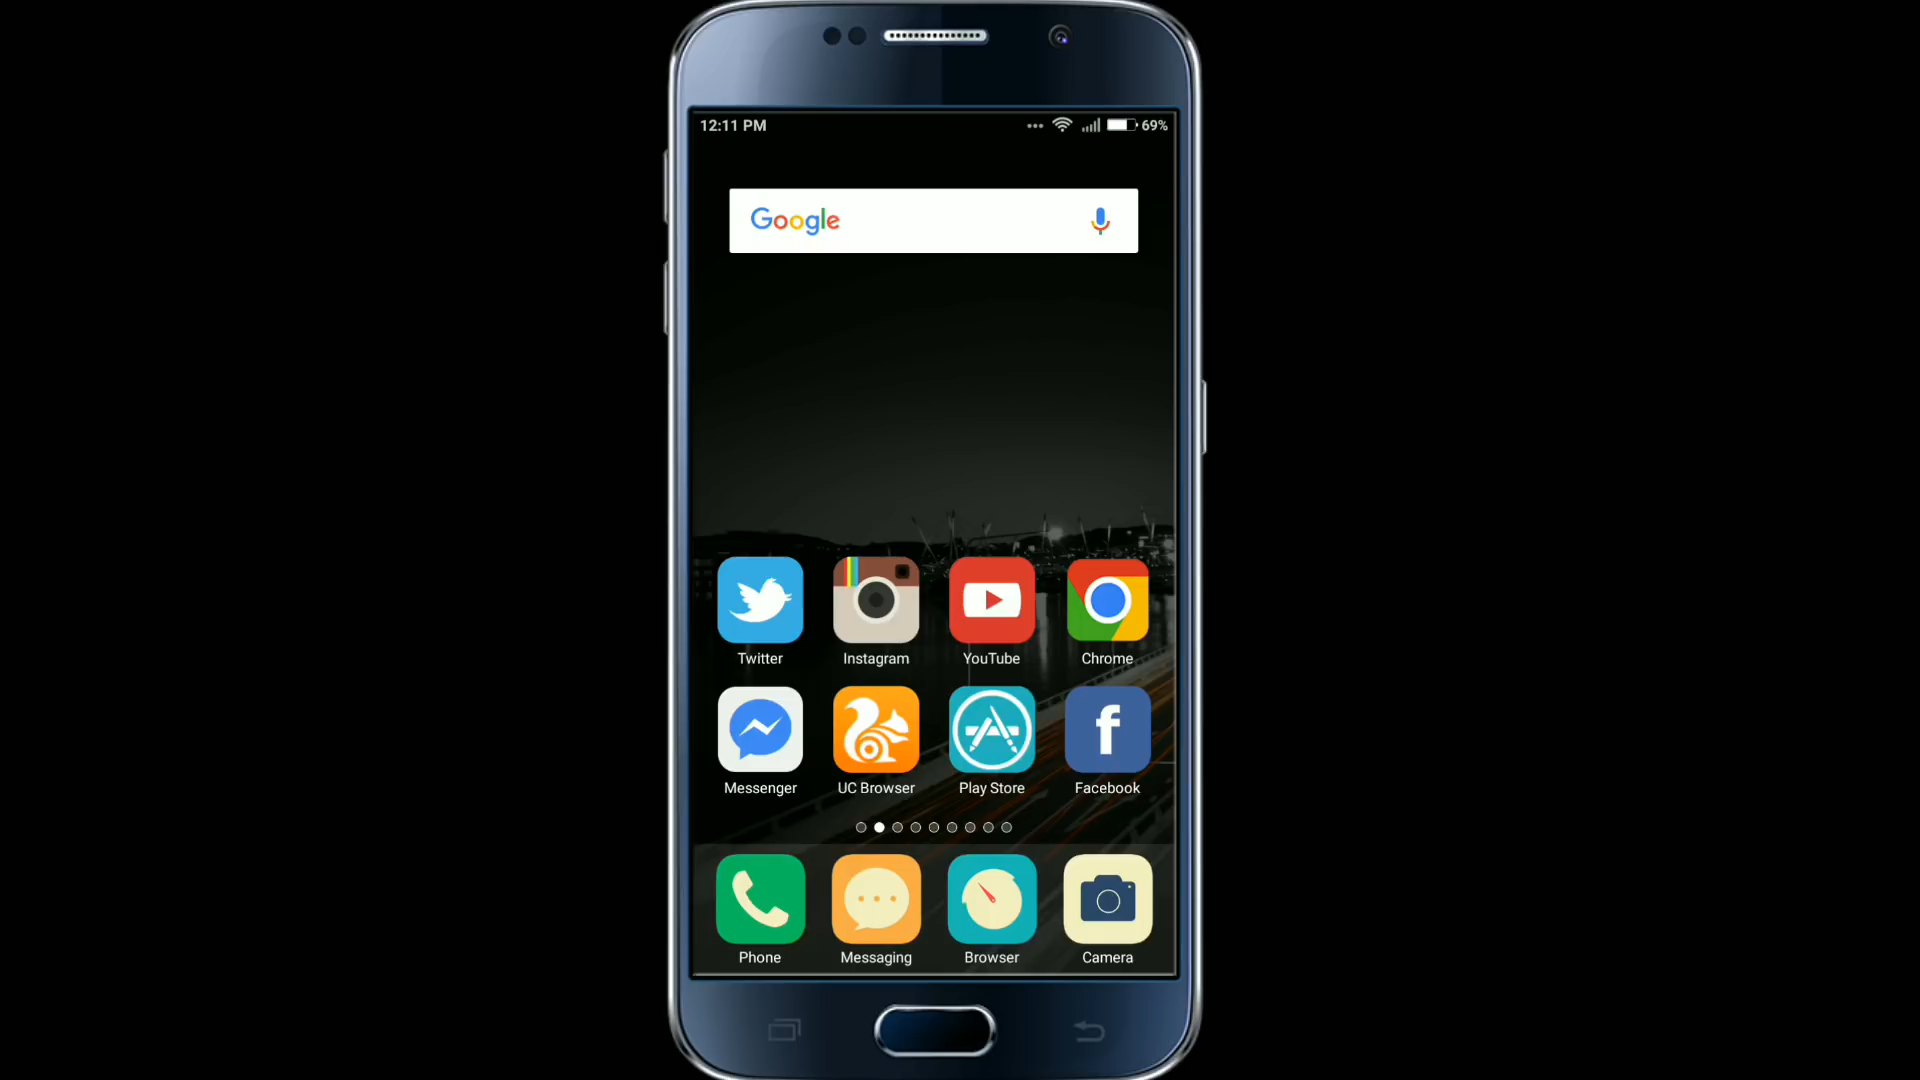 12:11 PM 69%
Google
Twitter Instagram YouTube Chrome
f
Messenger UC Browser Play Store Facebook
Phone Messaging Browser Camera